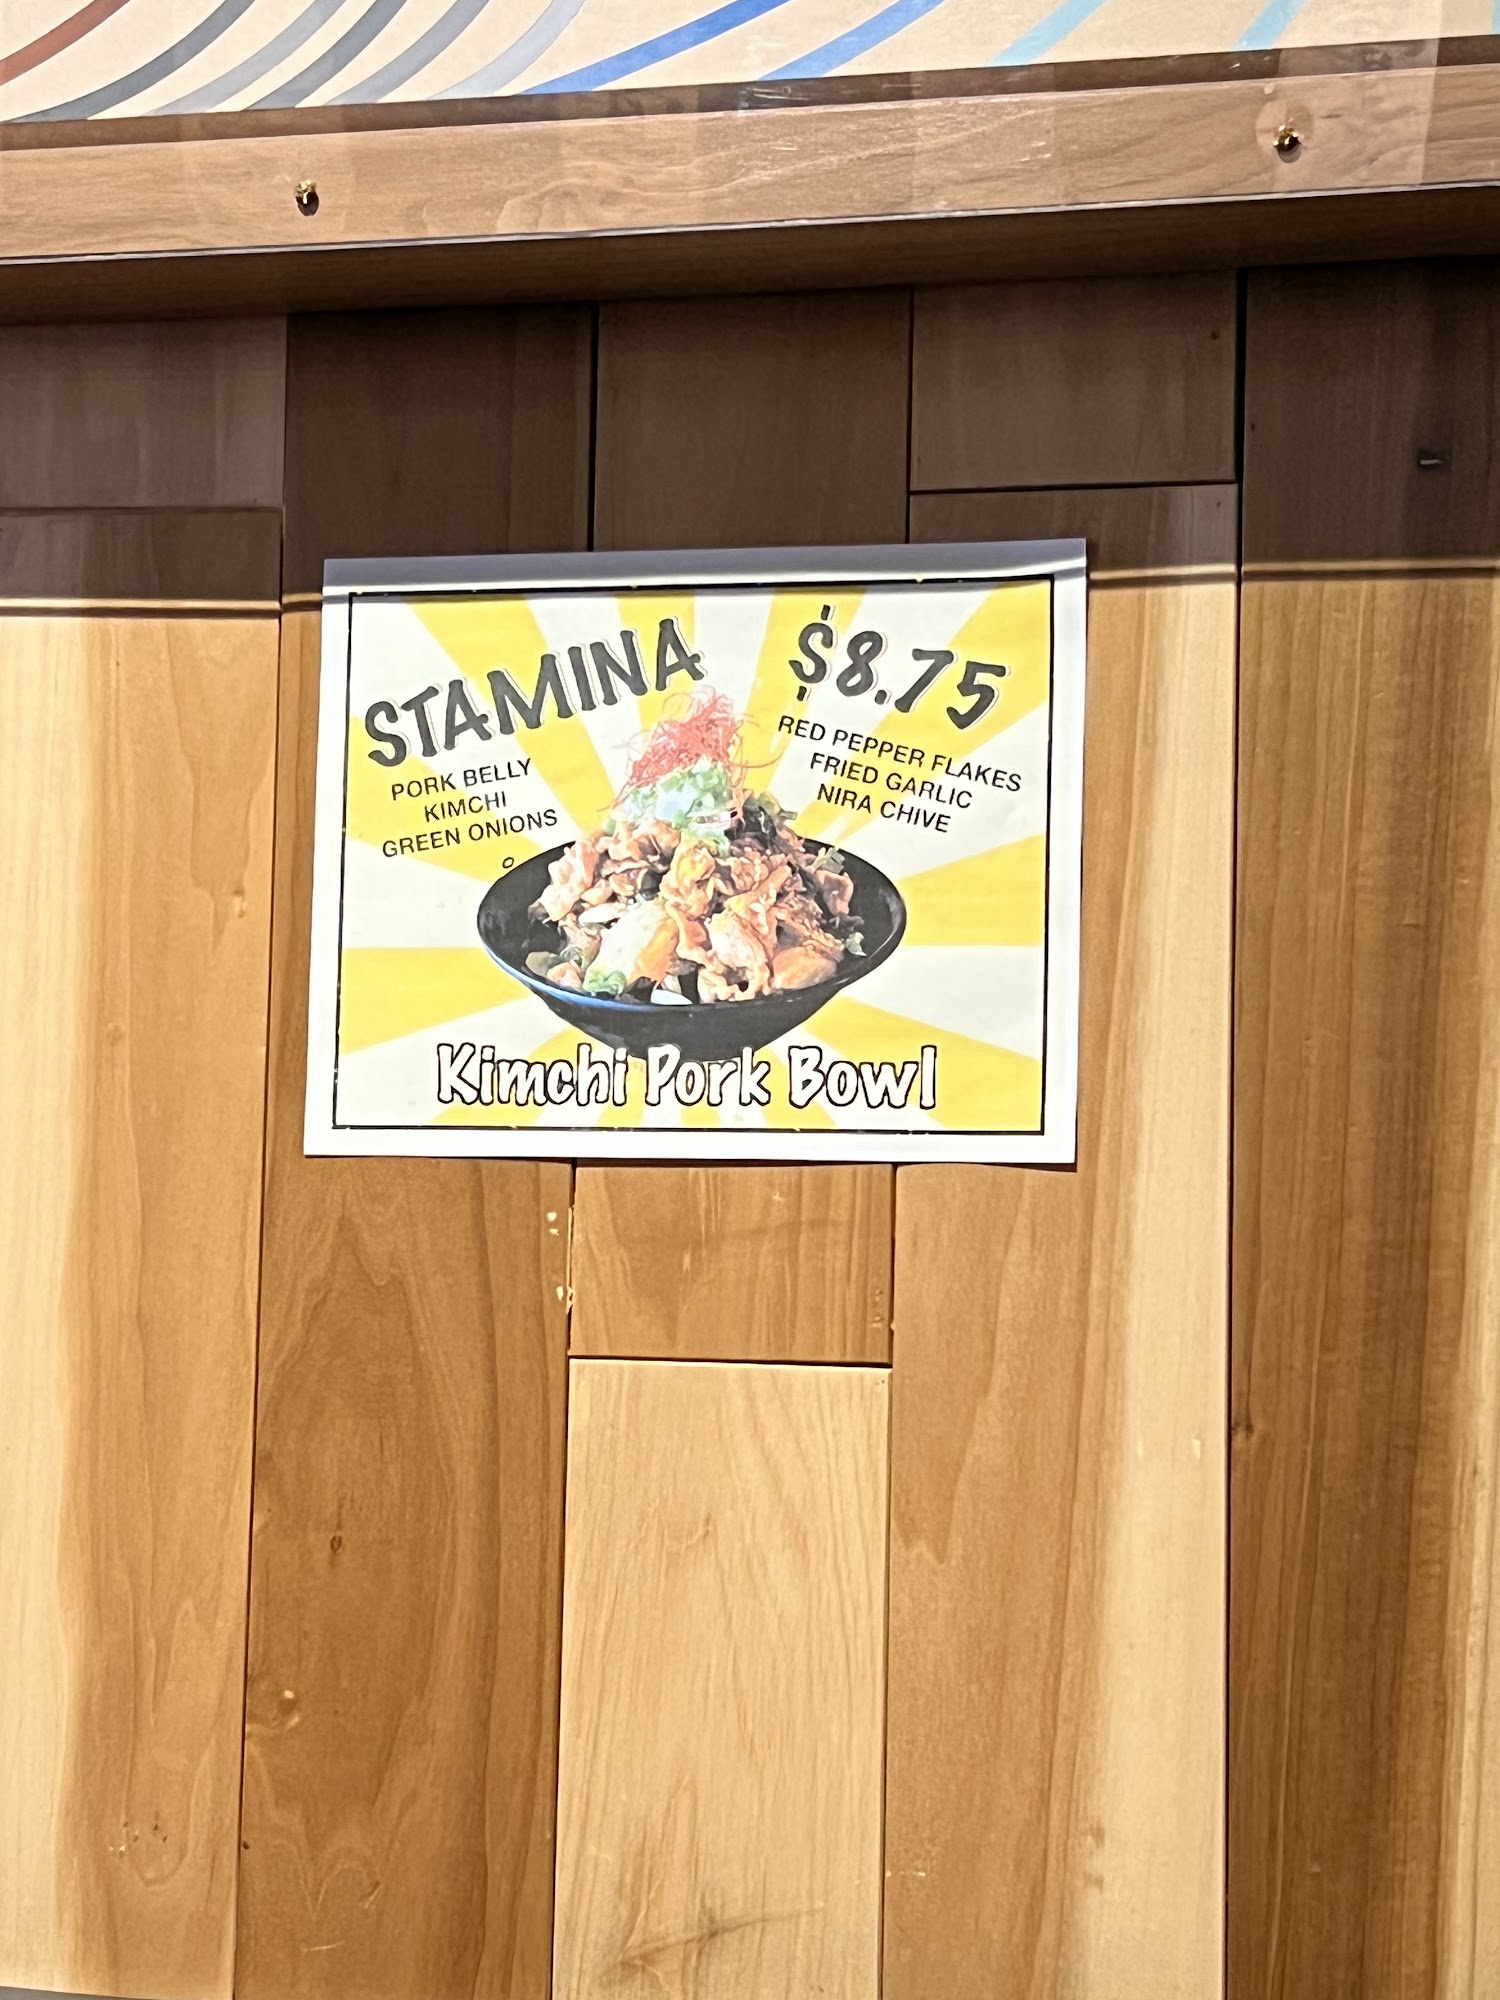 STAMINA
PORK BELLY
KIMCHI
GREEN ONIONS
$8.75
RED PEPPER FLAKES
FRIED GARLIC
NIRA CHIVE
Kimchi Pork Bowl